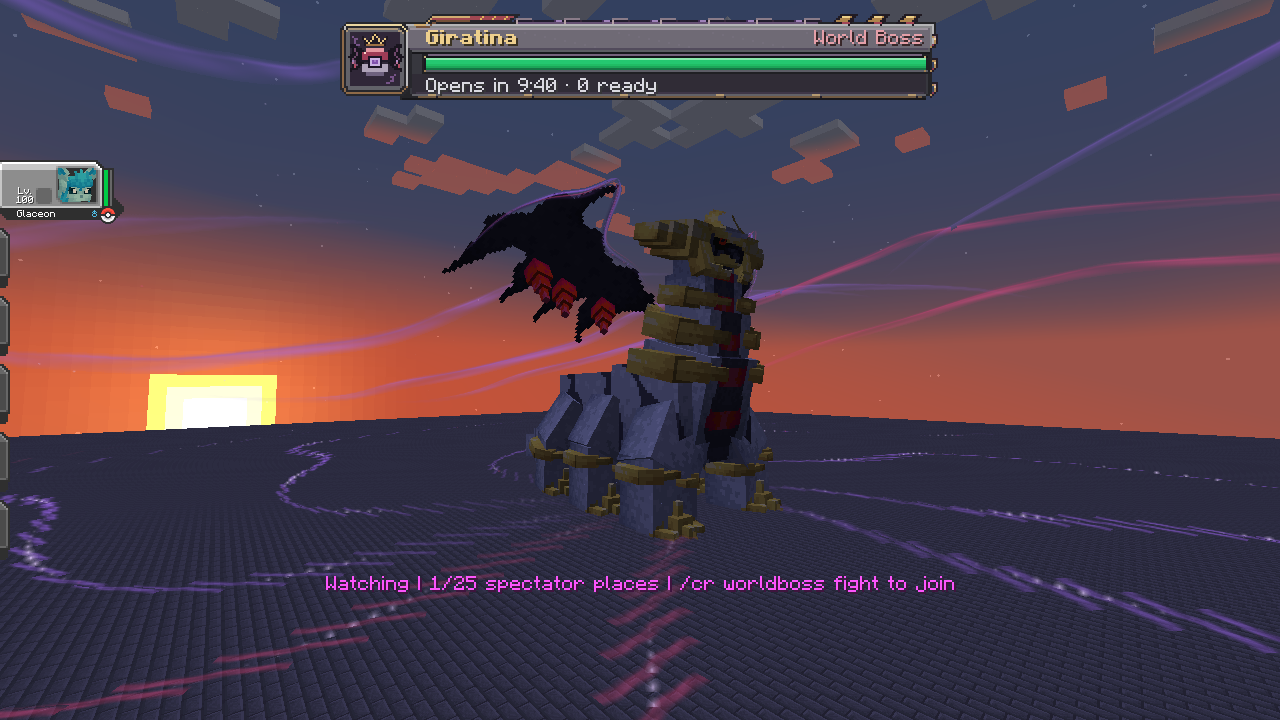 Giratina
World Boss
Opens in 9:40 · 0 ready
Lv.
100
Glaceon
Watching | 1/25 spectator places | /cr worldboss fight to join